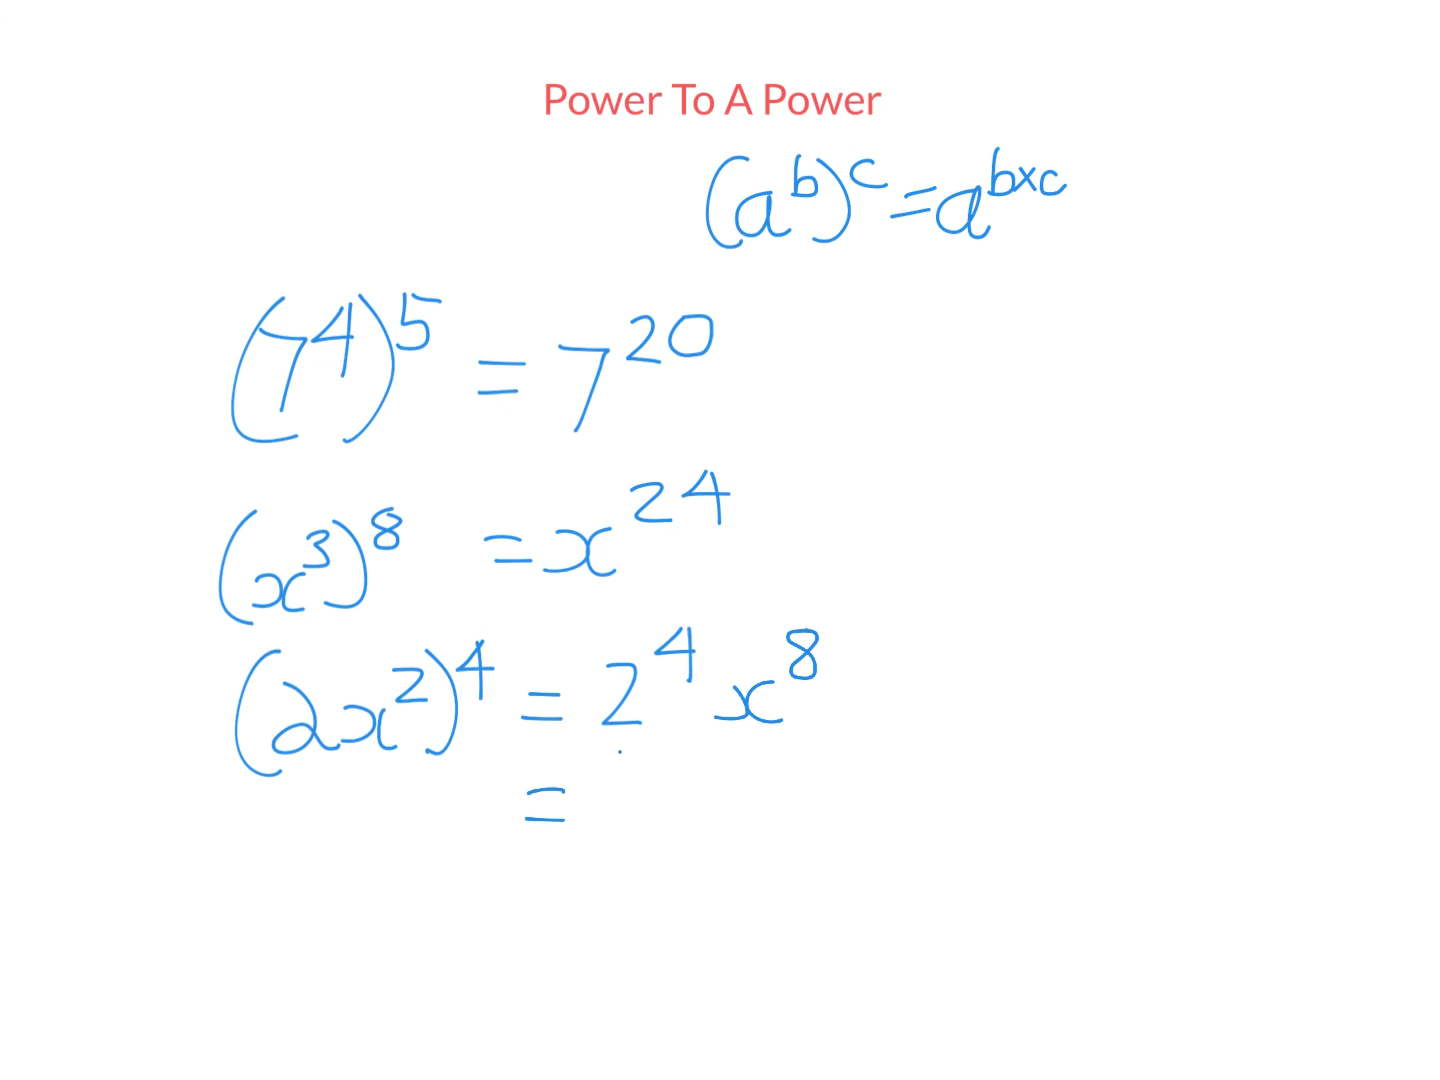 Power To A Power
(a^b)^c = a^{b×c}
(7^4)^5 = 7^{20}
(x^3)^8 = x^{24}
(2x^2)^4 = 2^4 x^8
=